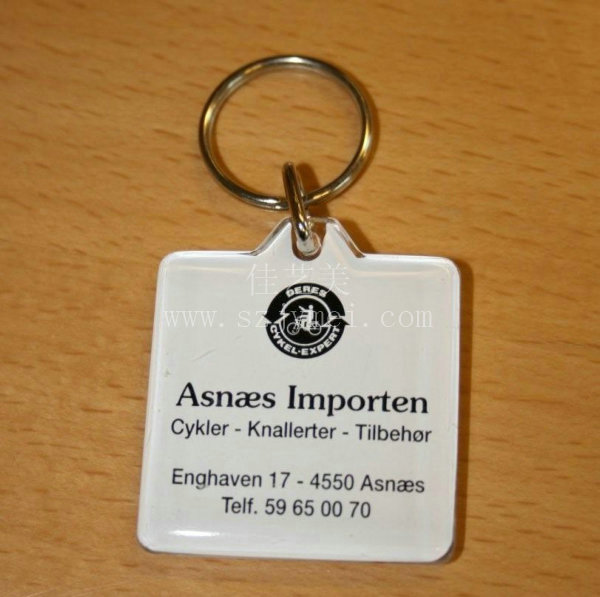 佳艺美
www.szjymei.com
DERES
CYKEL-EXPERT
Asnæs Importen
Cykler - Knallerter - Tilbehør
Enghaven 17 - 4550 Asnæs
Telf. 59 65 00 70